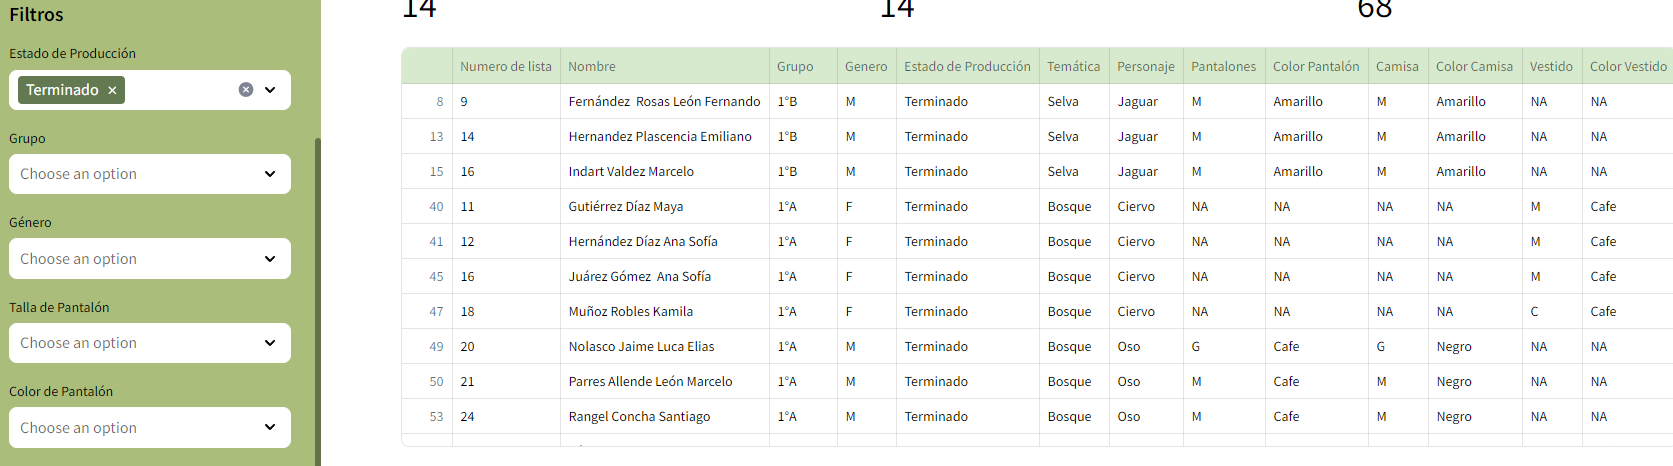 14 14 68
Filtros
Estado de Producción
Terminado ×
Grupo
Choose an option
Género
Choose an option
Talla de Pantalón
Choose an option
Color de Pantalón
Choose an option
Numero de lista Nombre Grupo Genero Estado de Producción Temática Personaje Pantalones Color Pantalón Camisa Color Camisa Vestido Color Vestido
8 9 Fernández Rosas León Fernando 1°B M Terminado Selva Jaguar M Amarillo M Amarillo NA NA
13 14 Hernandez Plascencia Emiliano 1°B M Terminado Selva Jaguar M Amarillo M Amarillo NA NA
15 16 Indart Valdez Marcelo 1°B M Terminado Selva Jaguar M Amarillo M Amarillo NA NA
40 11 Gutiérrez Díaz Maya 1°A F Terminado Bosque Ciervo NA NA NA NA M Cafe
41 12 Hernández Díaz Ana Sofía 1°A F Terminado Bosque Ciervo NA NA NA NA M Cafe
45 16 Juárez Gómez Ana Sofía 1°A F Terminado Bosque Ciervo NA NA NA NA M Cafe
47 18 Muñoz Robles Kamila 1°A F Terminado Bosque Ciervo NA NA NA NA C Cafe
49 20 Nolasco Jaime Luca Elias 1°A M Terminado Bosque Oso G Cafe G Negro NA NA
50 21 Parres Allende León Marcelo 1°A M Terminado Bosque Oso M Cafe M Negro NA NA
53 24 Rangel Concha Santiago 1°A M Terminado Bosque Oso M Cafe M Negro NA NA